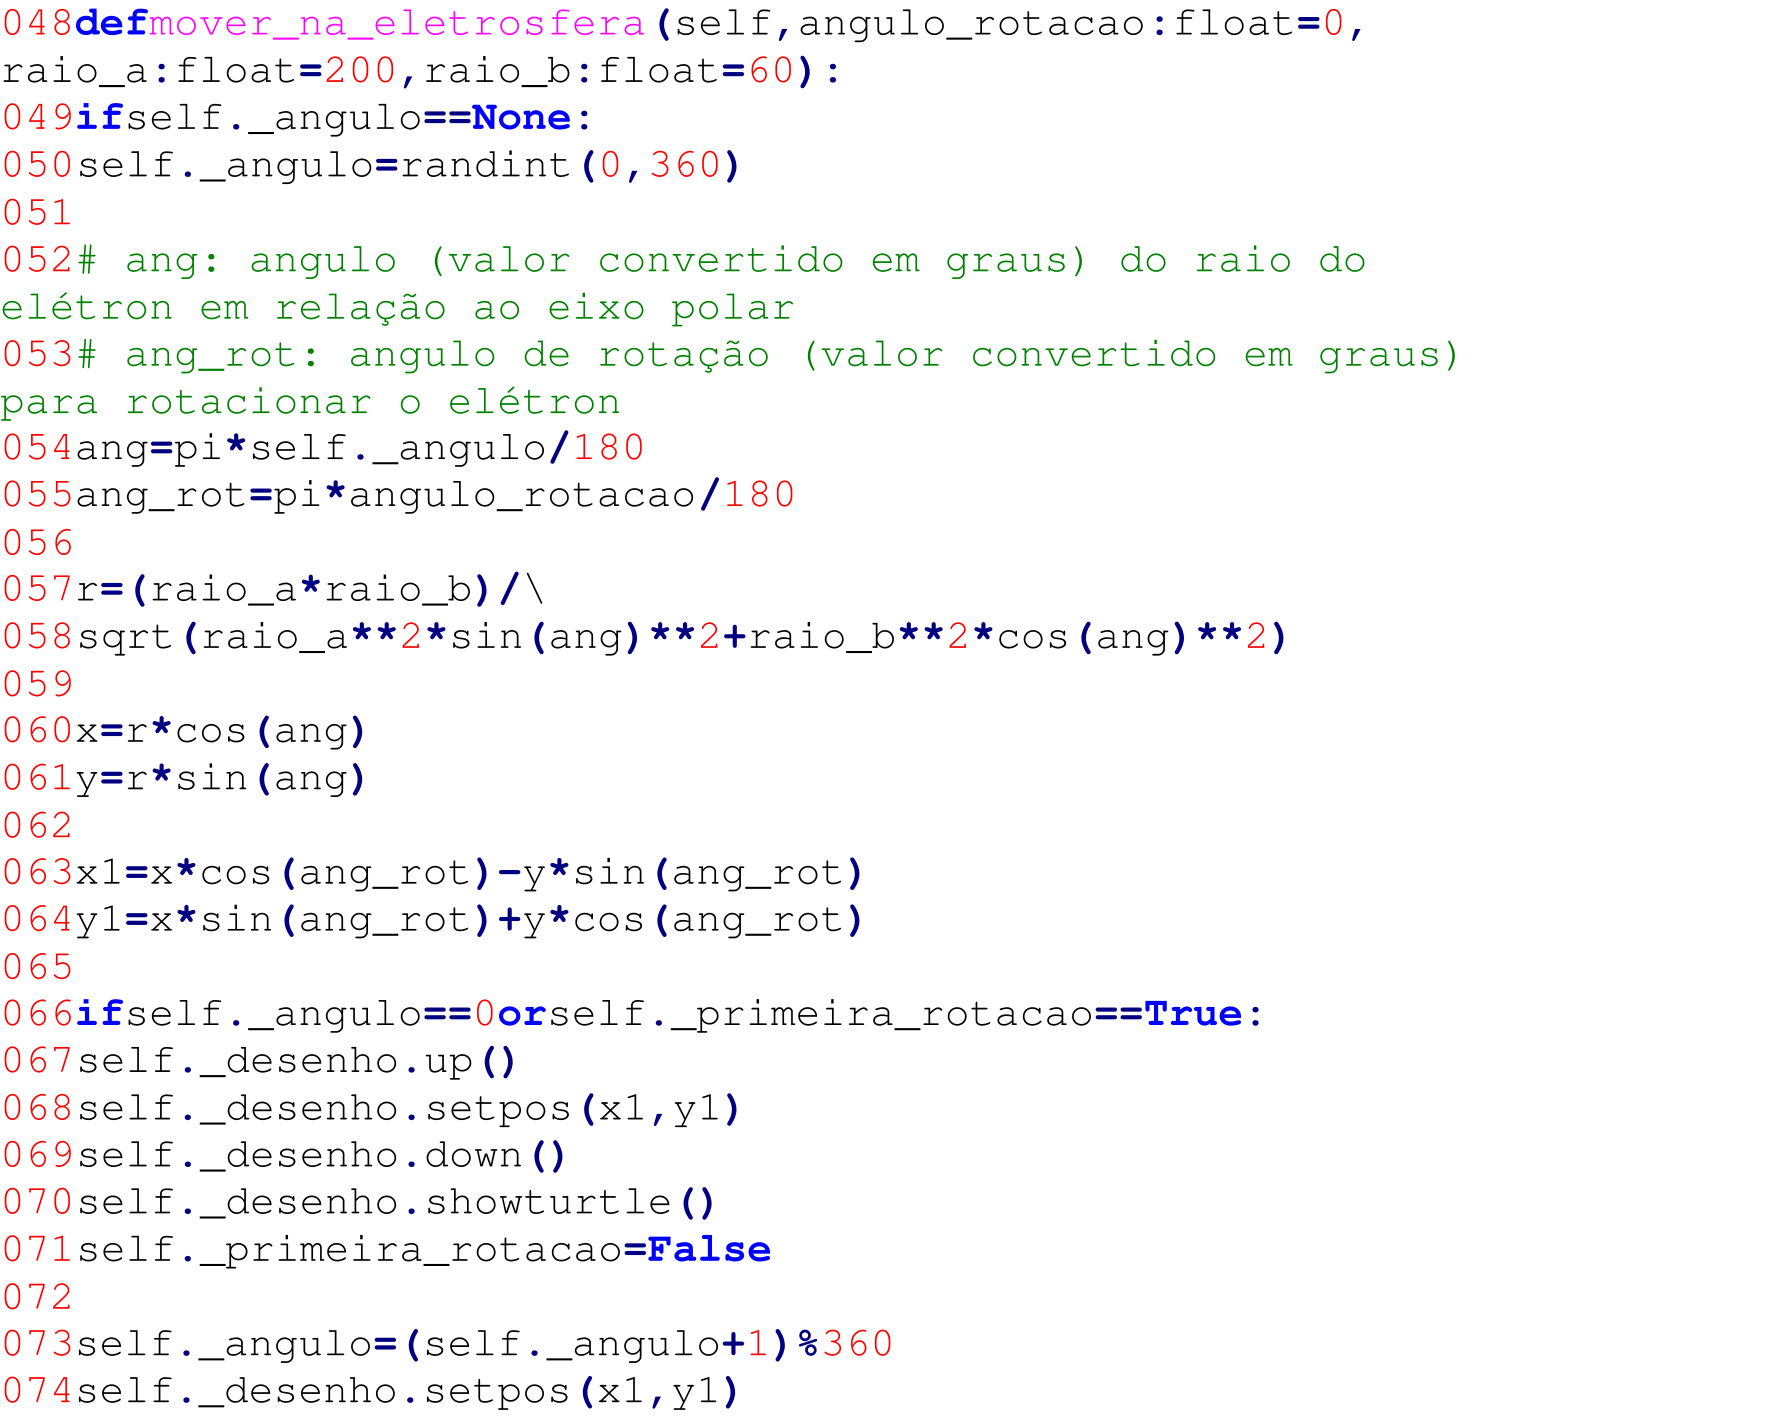 048defmover_na_eletrosfera(self,angulo_rotacao:float=0,
raio_a:float=200,raio_b:float=60):
049ifself._angulo==None:
050self._angulo=randint(0,360)
051
052# ang: angulo (valor convertido em graus) do raio do
elétron em relação ao eixo polar
053# ang_rot: angulo de rotação (valor convertido em graus)
para rotacionar o elétron
054ang=pi*self._angulo/180
055ang_rot=pi*angulo_rotacao/180
056
057r=(raio_a*raio_b)/\
058sqrt(raio_a**2*sin(ang)**2+raio_b**2*cos(ang)**2)
059
060x=r*cos(ang)
061y=r*sin(ang)
062
063x1=x*cos(ang_rot)-y*sin(ang_rot)
064y1=x*sin(ang_rot)+y*cos(ang_rot)
065
066ifself._angulo==0orself._primeira_rotacao==True:
067self._desenho.up()
068self._desenho.setpos(x1,y1)
069self._desenho.down()
070self._desenho.showturtle()
071self._primeira_rotacao=False
072
073self._angulo=(self._angulo+1)%360
074self._desenho.setpos(x1,y1)